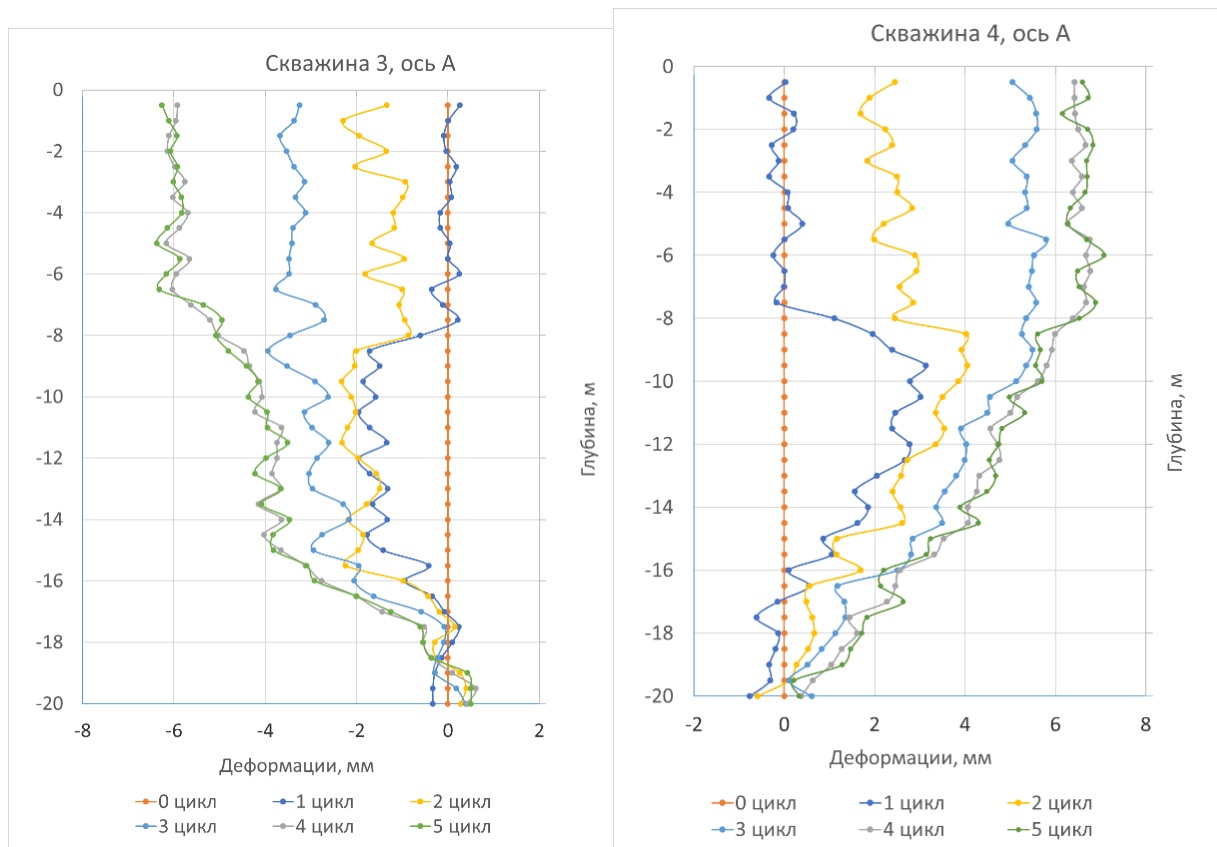 Скважина 3, ось А
0
-2
-4
-6
-8
-10
-12
-14
-16
-18
-20
Глубина, м
-8
-6
-4
-2
0
2
Деформации, мм
0 цикл
1 цикл
2 цикл
3 цикл
4 цикл
5 цикл
Скважина 4, ось А
0
-2
-4
-6
-8
-10
-12
-14
-16
-18
-20
Глубина, м
-2
0
2
4
6
8
Деформации, мм
0 цикл
1 цикл
2 цикл
3 цикл
4 цикл
5 цикл